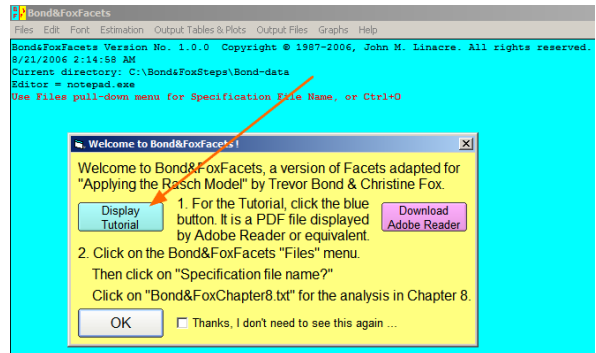 Bond&FoxFacets
Files Edit Font Estimation Output Tables & Plots Output Files Graphs Help
Bond&FoxFacets Version No. 1.0.0 Copyright © 1987-2006, John M. Linacre. All rights reserved.
8/21/2006 2:14:58 AM
Current directory: C:\Bond&FoxSteps\Bond-data
Editor = notepad.exe
Use Files pull-down menu for Specification File Name, or Ctrl+O
Welcome to Bond&FoxFacets!
Welcome to Bond&FoxFacets, a version of Facets adapted for
"Applying the Rasch Model" by Trevor Bond & Christine Fox.
Display
Tutorial
1. For the Tutorial, click the blue
button. It is a PDF file displayed
by Adobe Reader or equivalent.
Download
Adobe Reader
2. Click on the Bond&FoxFacets "Files" menu.
Then click on "Specification file name?"
Click on "Bond&FoxChapter8.txt" for the analysis in Chapter 8.
OK
Thanks, I don't need to see this again ...